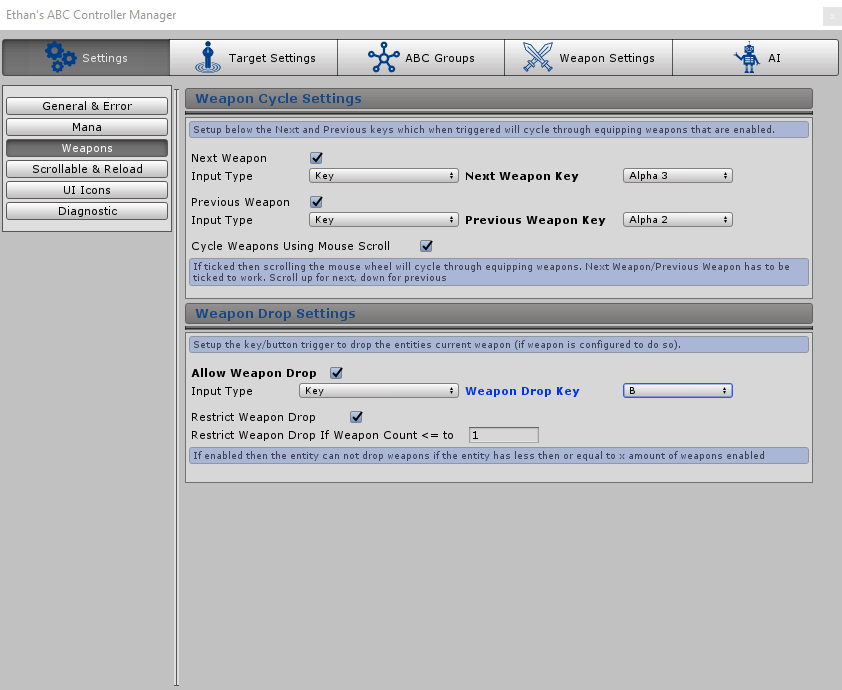 Ethan's ABC Controller Manager
Settings
Target Settings
ABC Groups
Weapon Settings
AI
General & Error
Mana
Weapons
Scrollable & Reload
UI Icons
Diagnostic
Weapon Cycle Settings
Setup below the Next and Previous keys which when triggered will cycle through equipping weapons that are enabled.
Next Weapon
Input Type Key Next Weapon Key Alpha 3
Previous Weapon
Input Type Key Previous Weapon Key Alpha 2
Cycle Weapons Using Mouse Scroll
If ticked then scrolling the mouse wheel will cycle through equipping weapons. Next Weapon/Previous Weapon has to be
ticked to work. Scroll up for next, down for previous
Weapon Drop Settings
Setup the key/button trigger to drop the entities current weapon (if weapon is configured to do so).
Allow Weapon Drop
Input Type Key Weapon Drop Key B
Restrict Weapon Drop
Restrict Weapon Drop If Weapon Count <= to 1
If enabled then the entity can not drop weapons if the entity has less then or equal to x amount of weapons enabled